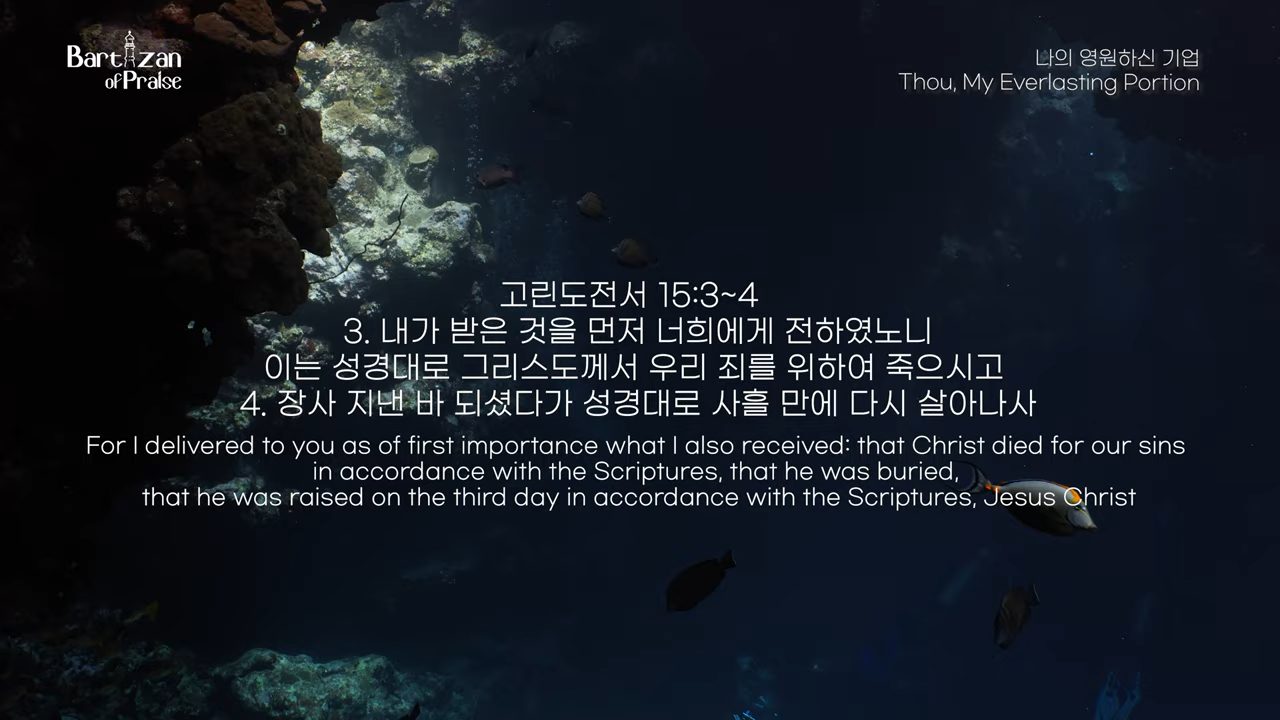 Bartizan
of Praise
나의 영원하신 기업
Thou, My Everlasting Portion
고린도전서 15:3~4
3. 내가 받은 것을 먼저 너희에게 전하였노니
이는 성경대로 그리스도께서 우리 죄를 위하여 죽으시고
4. 장사 지낸 바 되셨다가 성경대로 사흘 만에 다시 살아나사
For I delivered to you as of first importance what I also received: that Christ died for our sins
in accordance with the Scriptures, that he was buried,
that he was raised on the third day in accordance with the Scriptures, Jesus Christ